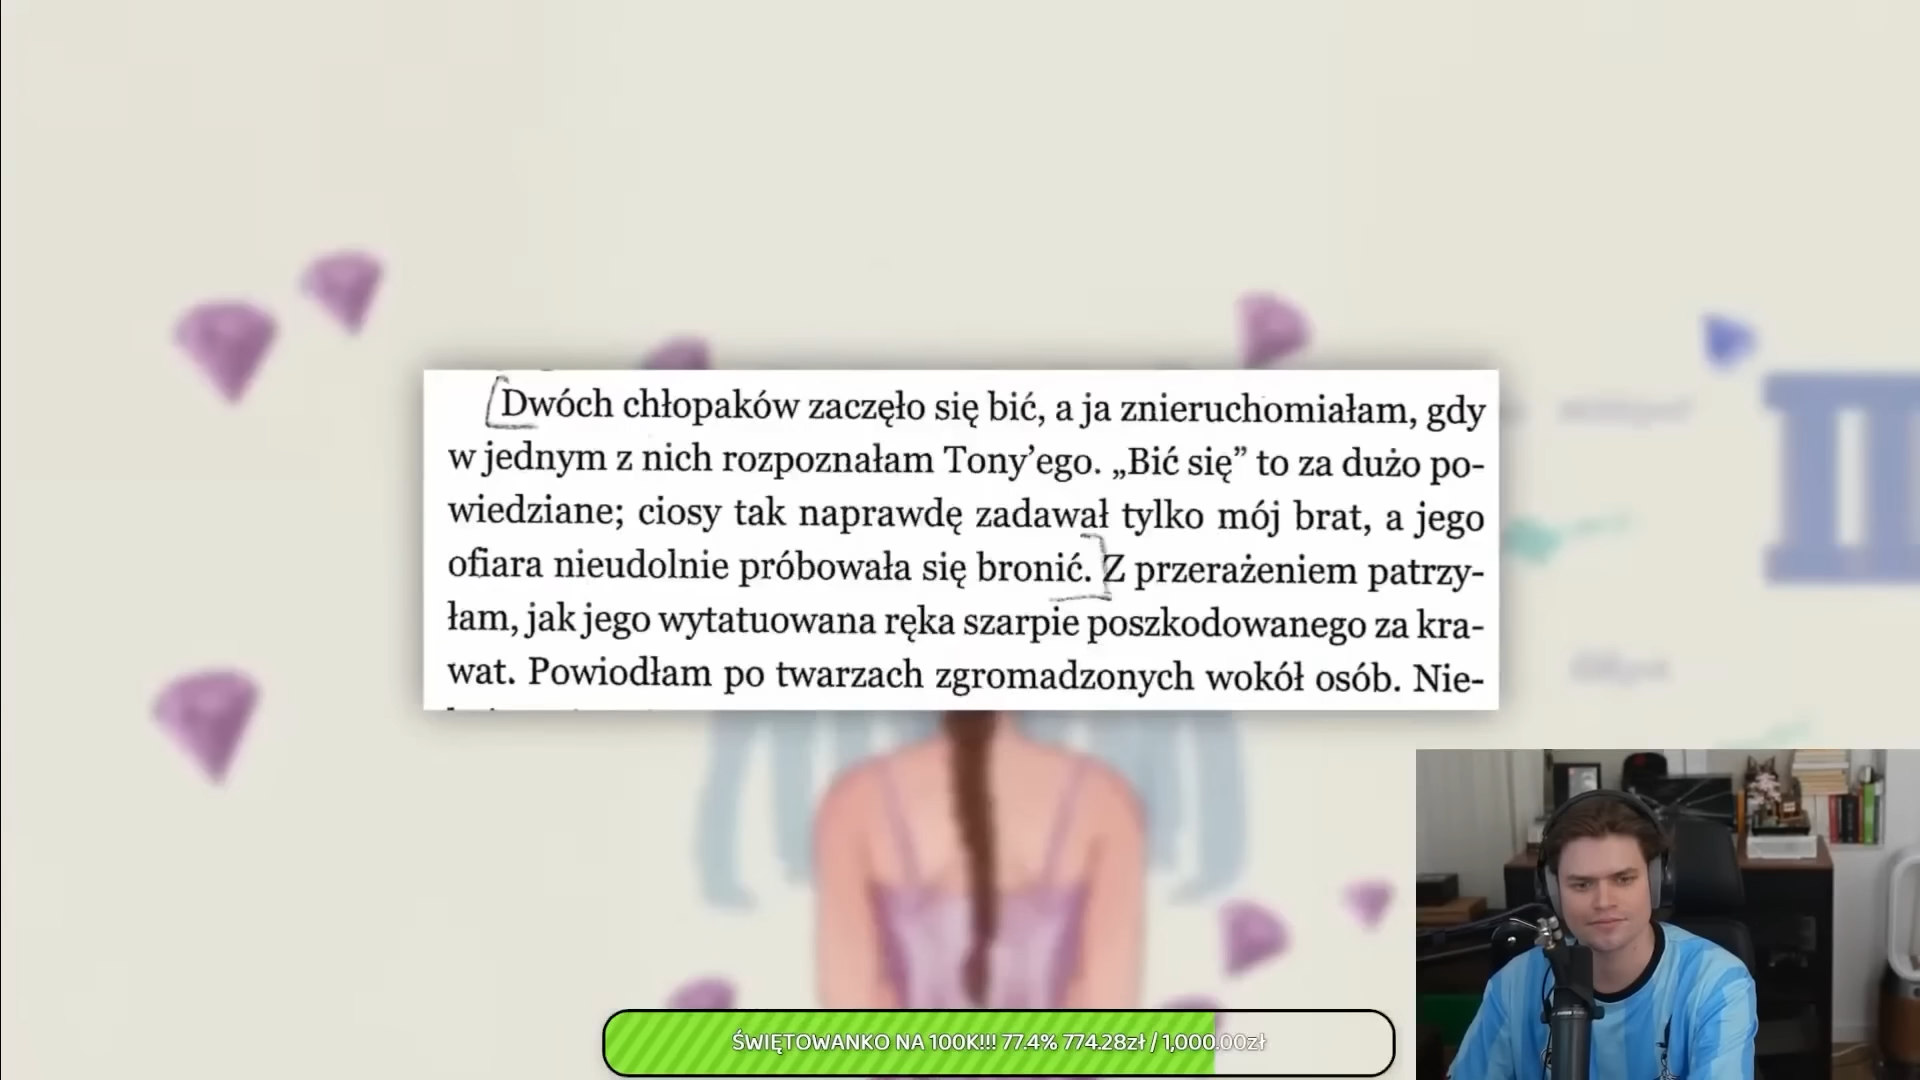 Dwóch chłopaków zaczęło się bić, a ja znieruchomiałam, gdy
w jednym z nich rozpoznałam Tony’ego. „Bić się” to za dużo po-
wiedziane; ciosy tak naprawdę zadawał tylko mój brat, a jego
ofiara nieudolnie próbowała się bronić. Z przerażeniem patrzy-
łam, jak jego wytatuowana ręka szarpie poszkodowanego za kra-
wat. Powiodłam po twarzach zgromadzonych wokół osób. Nie-
II
ŚWIĘTOWANKO NA 100K!!! 77.4% 774.28zł / 1,000.00zł